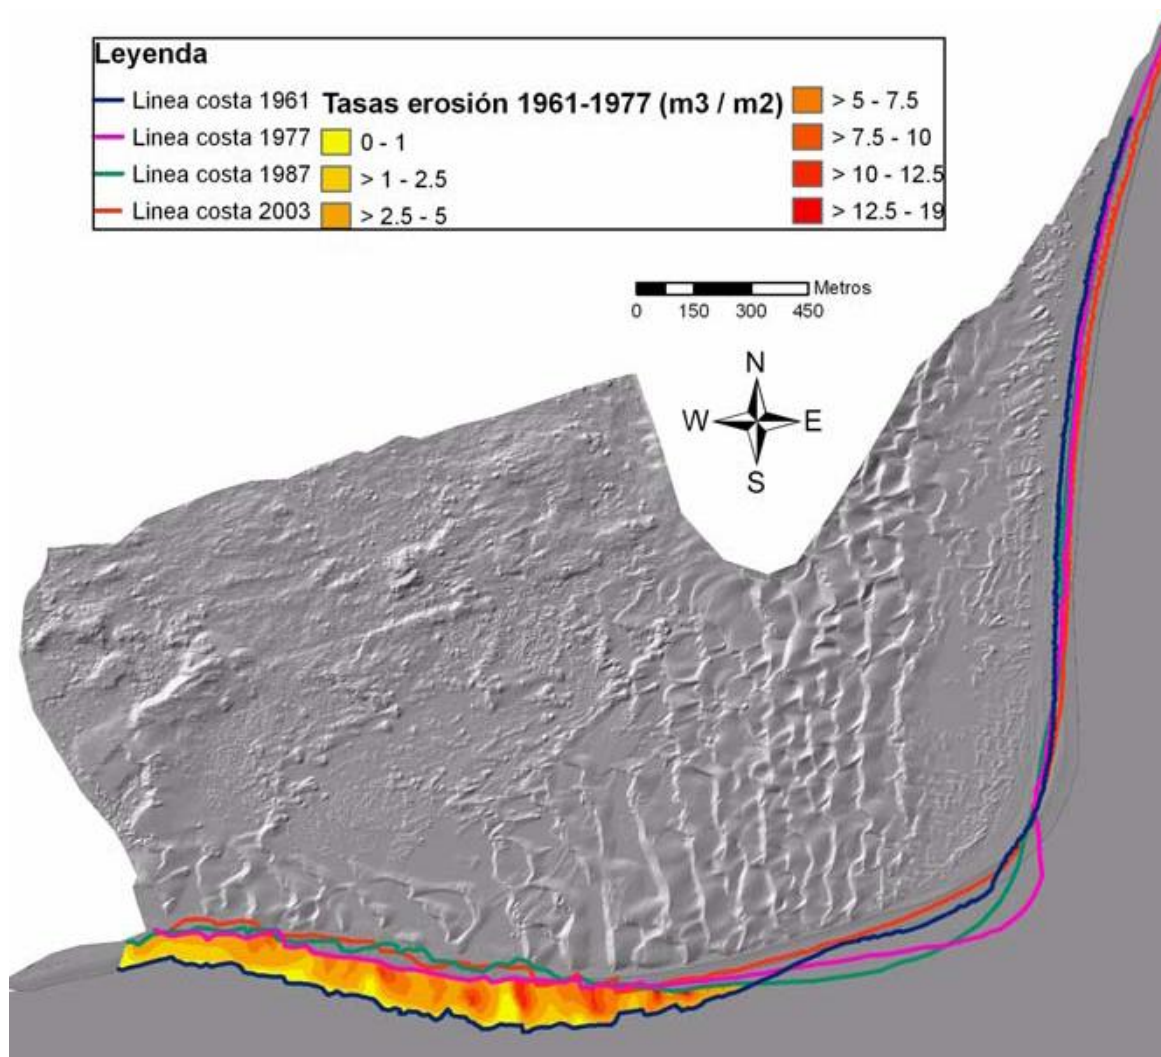 Leyenda
Linea costa 1961
Linea costa 1977
Linea costa 1987
Linea costa 2003
Tasas erosión 1961-1977 (m3 / m2)
0 - 1
> 1 - 2.5
> 2.5 - 5
> 5 - 7.5
> 7.5 - 10
> 10 - 12.5
> 12.5 - 19
Metros
0 150 300 450
N
W E
S